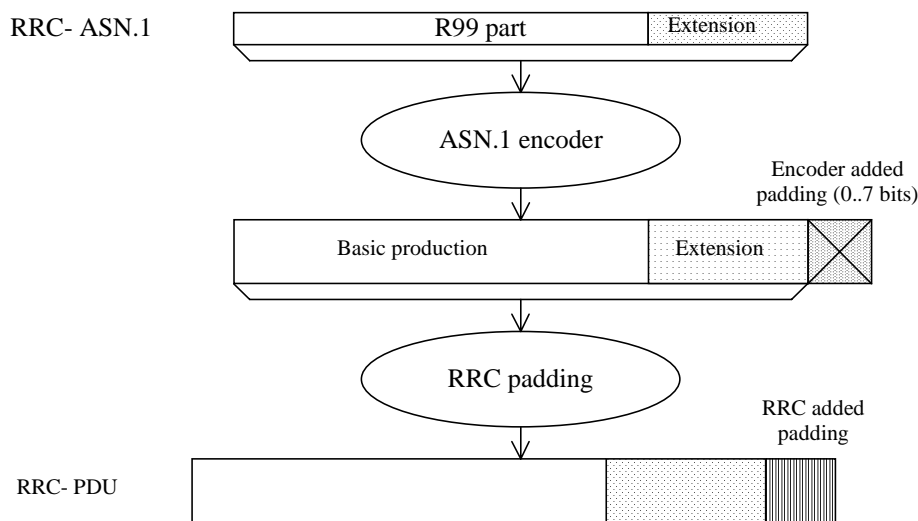 RRC- ASN.1
R99 part
Extension
ASN.1 encoder
Encoder added
padding (0..7 bits)
Basic production
Extension
RRC padding
RRC added
padding
RRC- PDU